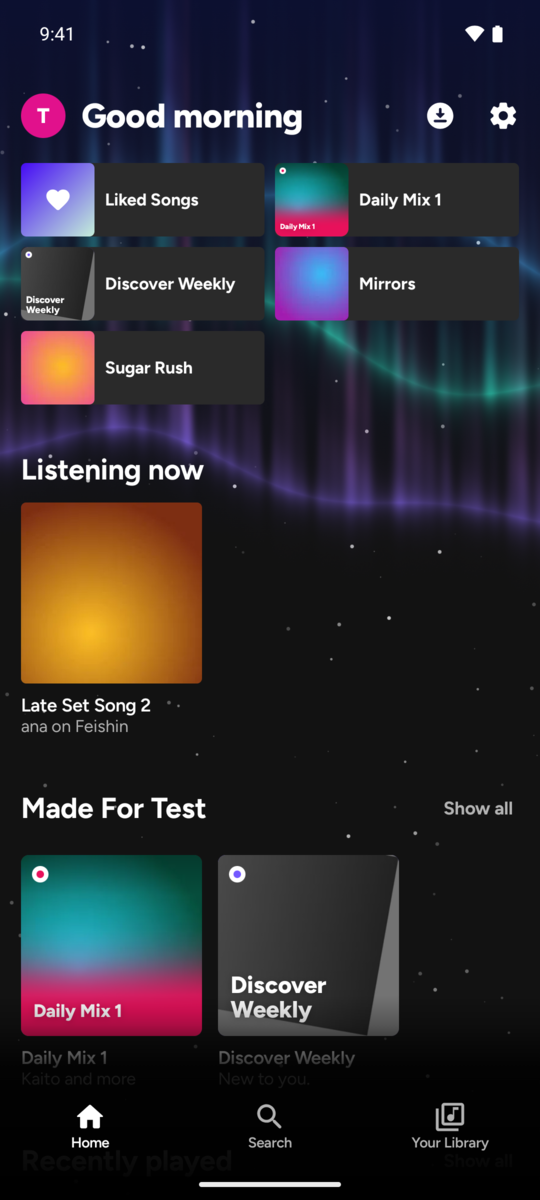 9:41
T
Good morning
Liked Songs
Daily Mix 1
Daily Mix 1
Discover
Weekly
Discover Weekly
Mirrors
Sugar Rush
Listening now
Late Set Song 2
ana on Feishin
Made For Test
Show all
Daily Mix 1
Discover
Weekly
Daily Mix 1
Kaito and more
Discover Weekly
New to you.
Home
Search
Your Library
Recently played
Show all